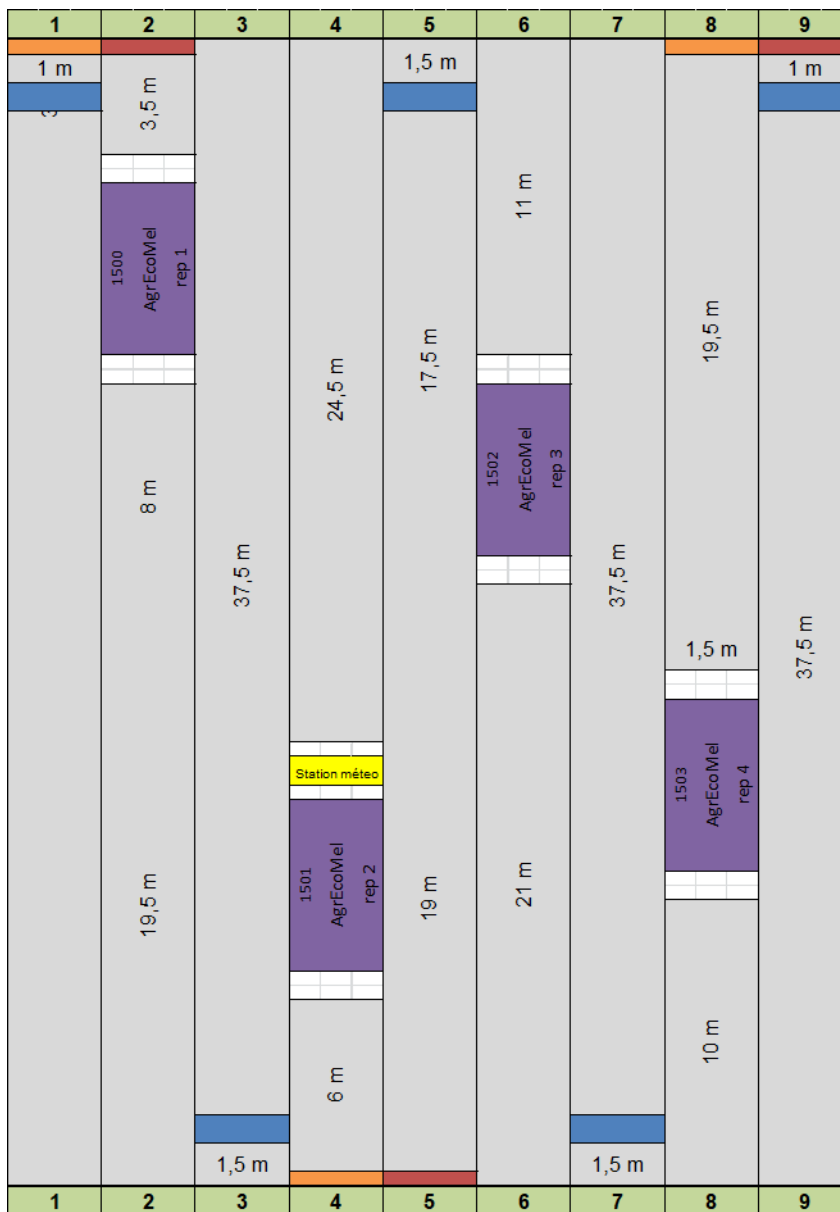 1 2 3 4 5 6 7 8 9
1 m
3,5 m
1500
AgrEcoMel
rep 1
8 m
19,5 m
37,5 m
1,5 m
24,5 m
Station méteo
1501
AgrEcoMel
rep 2
6 m
1,5 m
17,5 m
19 m
11 m
1502
AgrEcoMel
rep 3
21 m
37,5 m
1,5 m
19,5 m
1,5 m
1503
AgrEcoMel
rep 4
10 m
1 m
37,5 m
1 2 3 4 5 6 7 8 9